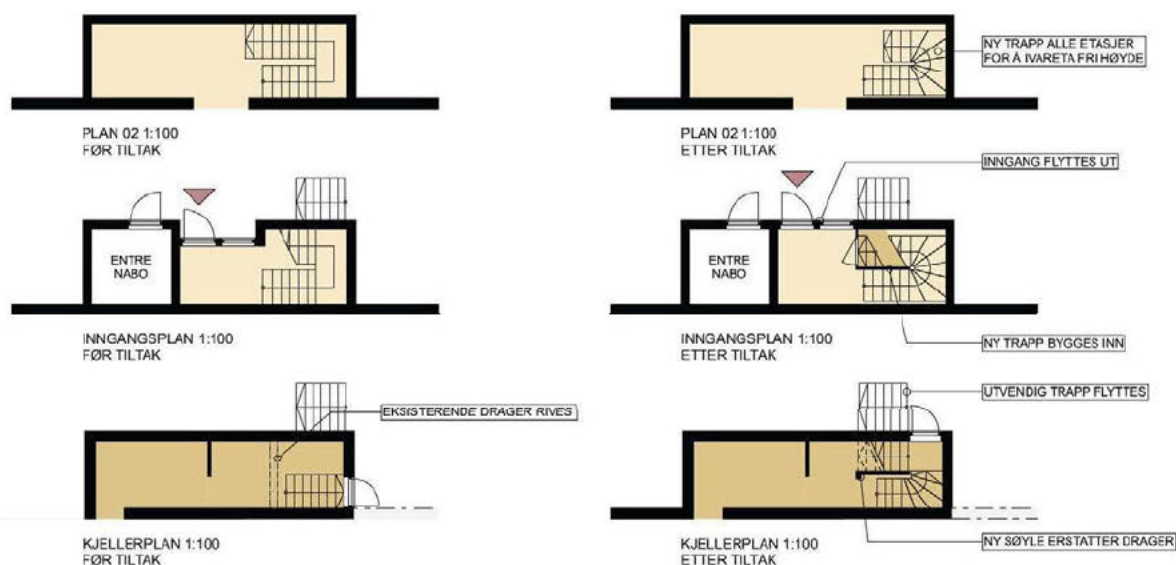 PLAN 02 1:100
FØR TILTAK
PLAN 02 1:100
ETTER TILTAK
NY TRAPP ALLE ETASJER
FOR Å IVARETA FRI HØYDE
ENTRE
NABO
INNGANGSPLAN 1:100
FØR TILTAK
INNGANG FLYTTES UT
ENTRE
NABO
INNGANGSPLAN 1:100
ETTER TILTAK
NY TRAPP BYGGES INN
EKSISTERENDE DRAGER RIVES
KJELLERPLAN 1:100
FØR TILTAK
UTVENDIG TRAPP FLYTTES
KJELLERPLAN 1:100
ETTER TILTAK
NY SØYLE ERSTATTER DRAGER